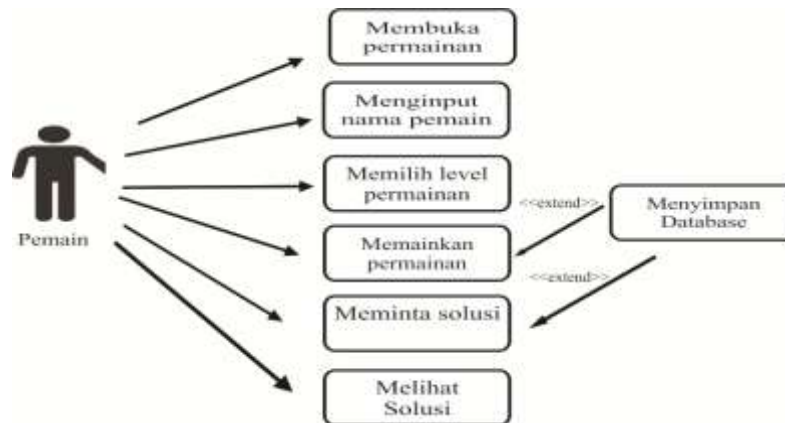 Membuka
permainan
Menginput
nama pemain
Memilih level
permainan
<<extend>>
Menyimpan
Database
Pemain
Memainkan
permainan
<<extend>>
Meminta solusi
Melihat
Solusi